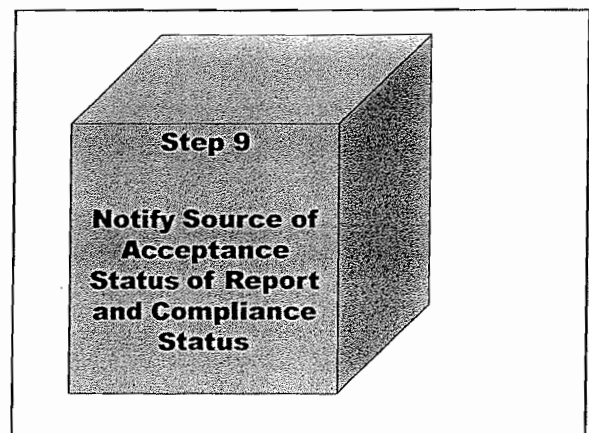 Step 9
Notify Source of
Acceptance
Status of Report
and Compliance
Status